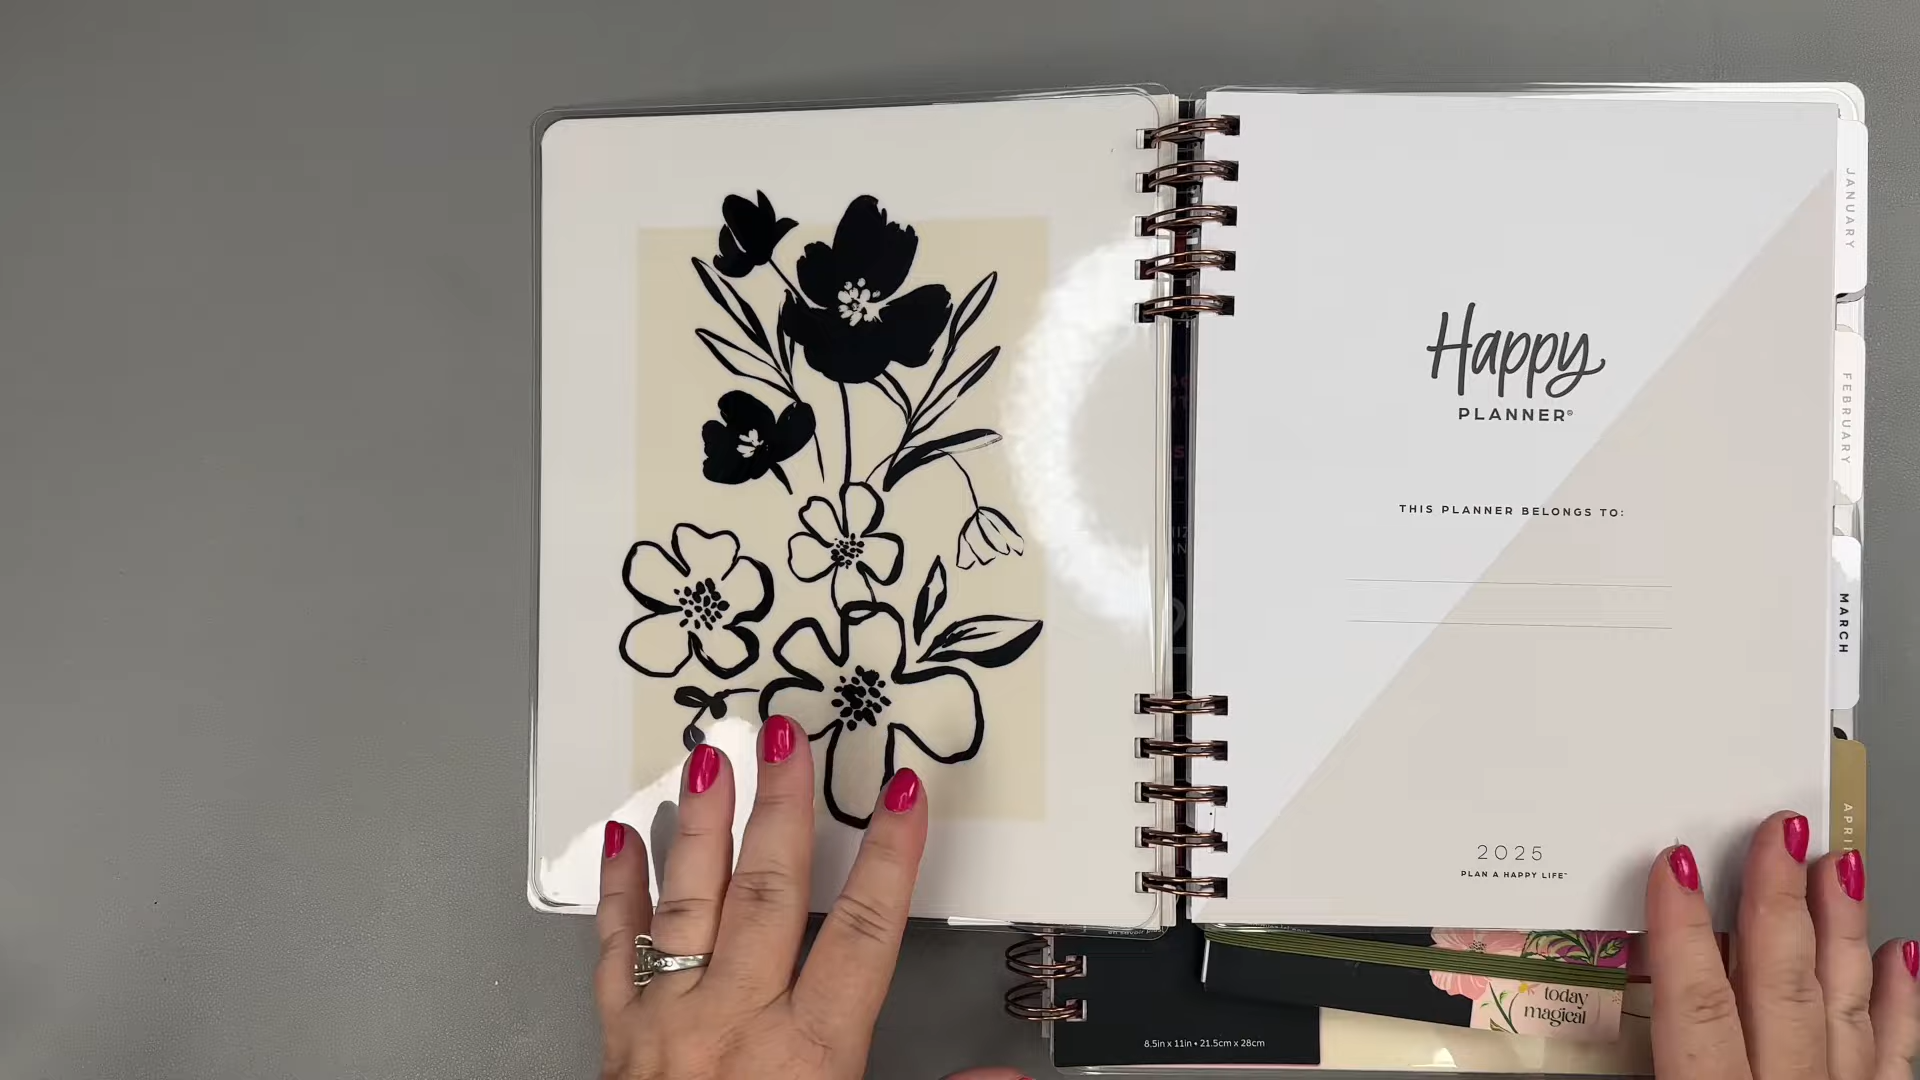 Happy
PLANNER®
THIS PLANNER BELONGS TO:
2025
PLAN A HAPPY LIFE™
JANUARY
FEBRUARY
MARCH
APRIL
today
magical
8.5in x 11in • 21.5cm x 28cm